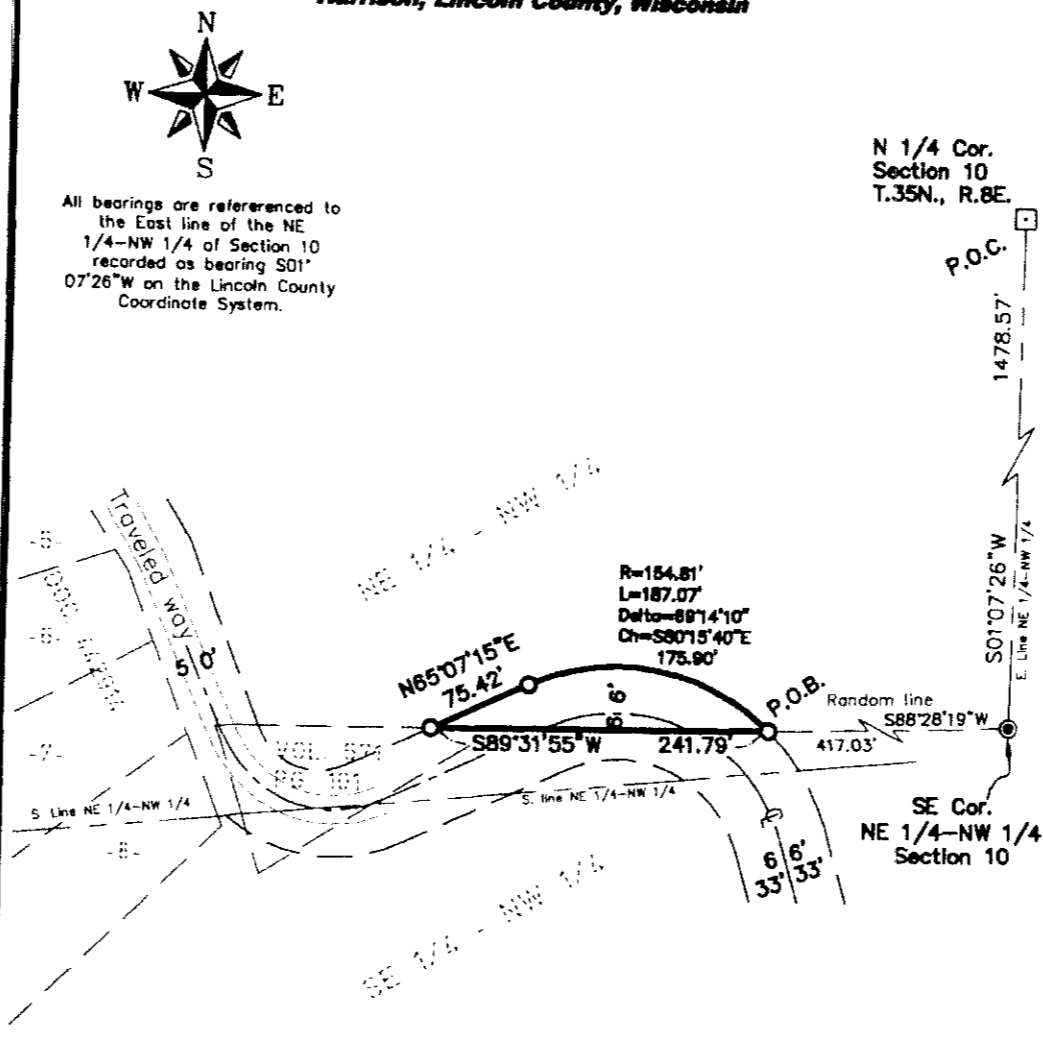 Harrison, Lincoln County, Wisconsin
N
W
E
S
All bearings are refererenced to
the East line of the NE
1/4-NW 1/4 of Section 10
recorded as bearing S01°
07'26"W on the Lincoln County
Coordinate System.
N 1/4 Cor.
Section 10
T.35N., R.8E.
P.O.C.
1478.57'
S01°07'26"W
E. Line NE 1/4-NW 1/4
NE 1/4 - NW 1/4
Traveled way
50'
-6-
-7-
-8-
R=154.81'
L=187.07'
Delta=69°14'10"
Ch=S80°15'40"E
175.90'
N65°07'15"E
75.42'
66'
P.O.B.
Random line
S88°28'19"W
417.03'
S89°31'55"W
241.79'
VOL. 571
PG. 101
S Line NE 1/4-NW 1/4
S. line NE 1/4-NW 1/4
SE Cor.
NE 1/4-NW 1/4
Section 10
66'
33' 33'
SE 1/4 - NW 1/4